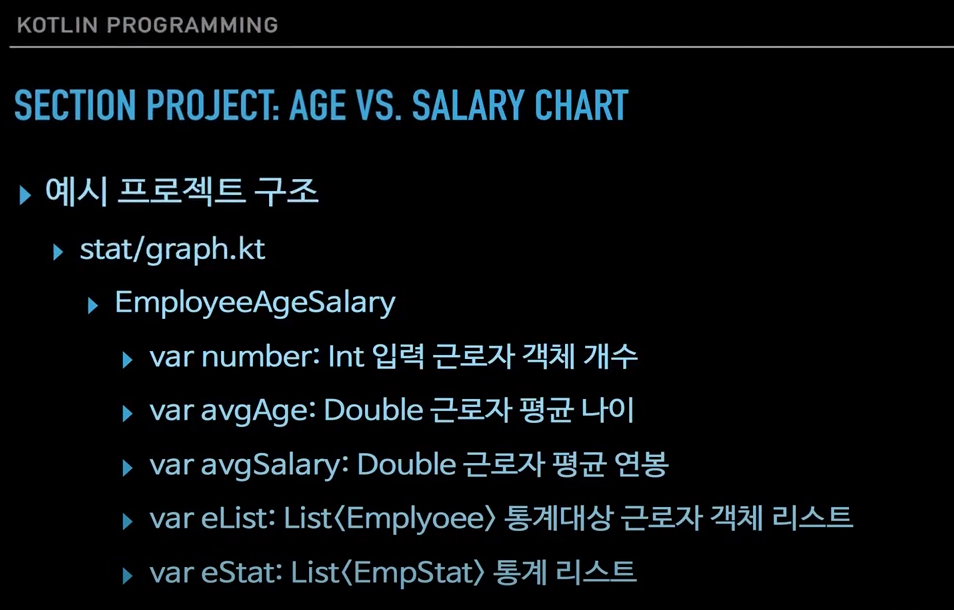 KOTLIN PROGRAMMING
SECTION PROJECT: AGE VS. SALARY CHART
예시 프로젝트 구조
stat/graph.kt
EmployeeAgeSalary
var number: Int 입력 근로자 객체 개수
var avgAge: Double 근로자 평균 나이
var avgSalary: Double 근로자 평균 연봉
var eList: List<Emplyoee> 통계대상 근로자 객체 리스트
var eStat: List<EmpStat> 통계 리스트